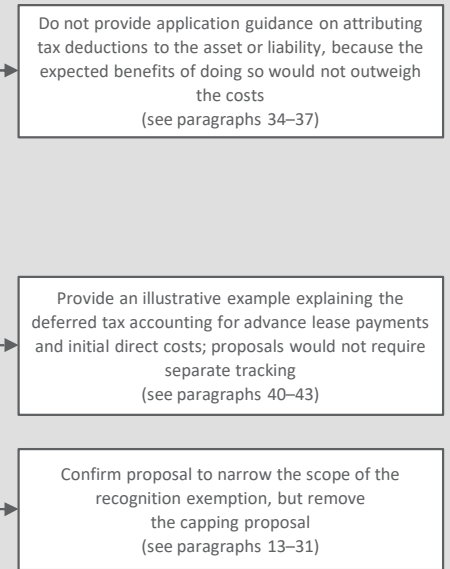 Do not provide application guidance on attributing
tax deductions to the asset or liability, because the
expected benefits of doing so would not outweigh
the costs
(see paragraphs 34–37)
Provide an illustrative example explaining the
deferred tax accounting for advance lease payments
and initial direct costs; proposals would not require
separate tracking
(see paragraphs 40–43)
Confirm proposal to narrow the scope of the
recognition exemption, but remove
the capping proposal
(see paragraphs 13–31)